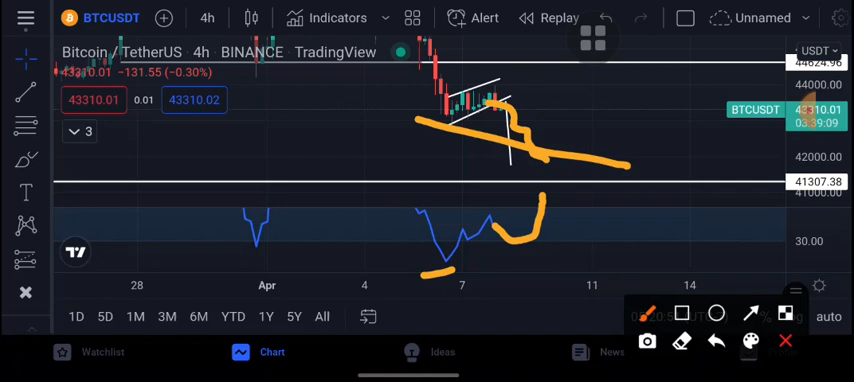 BTCUSDT 4h Indicators Alert Replay Unnamed
Bitcoin / TetherUS · 4h · BINANCE · TradingView
USDT
44624.96
43310.01 −131.55 (−0.30%)
44000.00
43310.01 0.01 43310.02
BTCUSDT 43310.01
03:39:09
3
42000.00
41307.38
41000.00
30.00
28 Apr 4 7 11 14
1D 5D 1M 3M 6M YTD 1Y 5Y All % auto
Watchlist Chart Ideas News